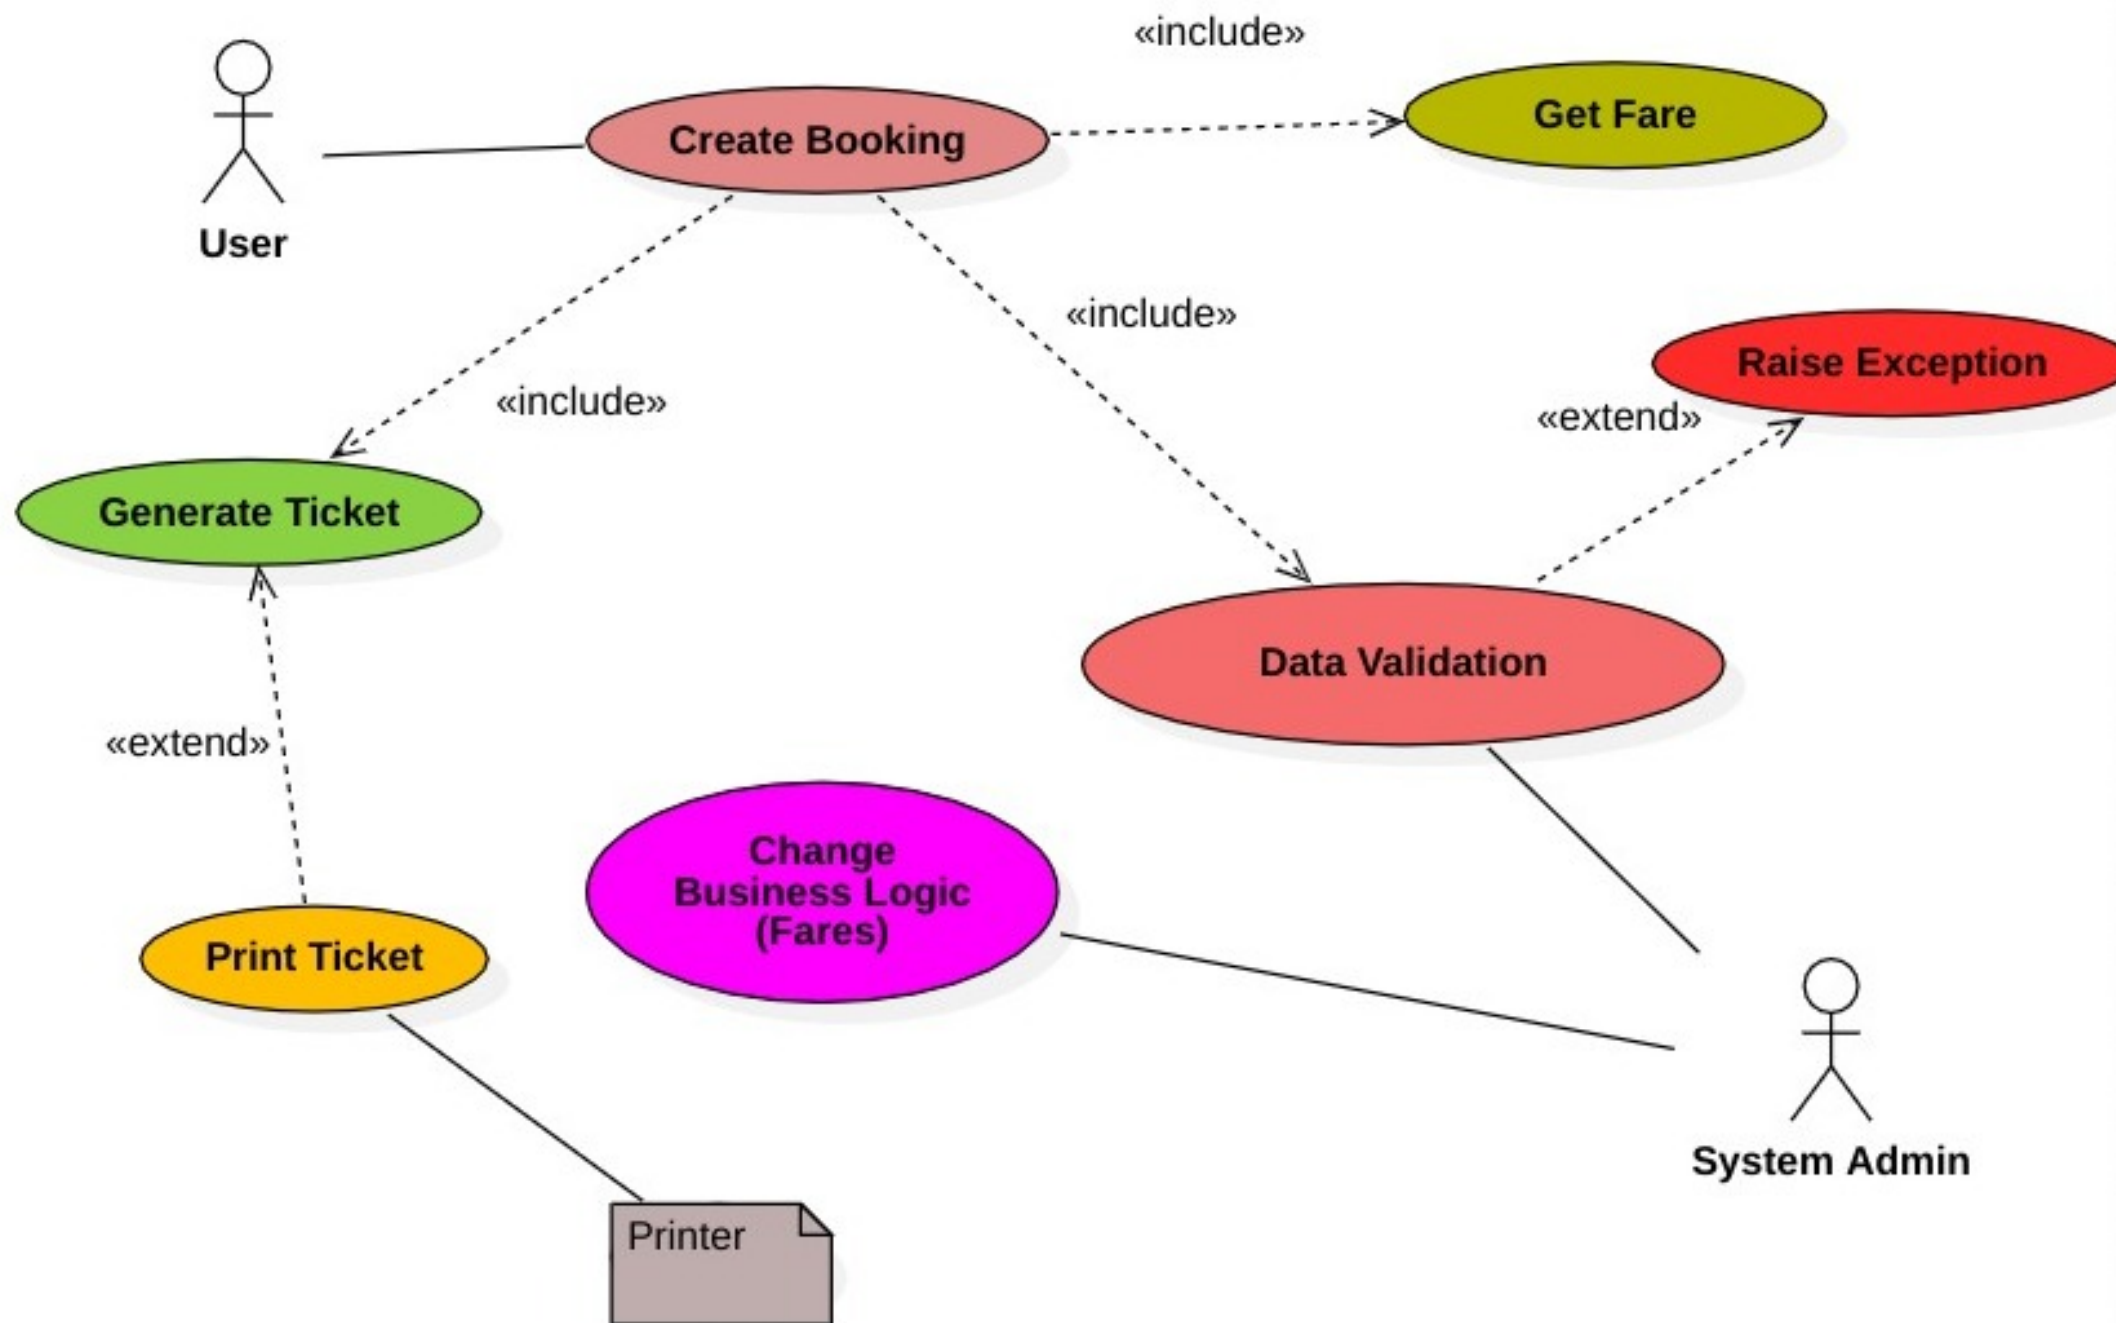 «include»
Create Booking
Get Fare
User
«include»
Raise Exception
«include»
«extend»
Generate Ticket
Data Validation
«extend»
Change
Business Logic
(Fares)
Print Ticket
System Admin
Printer